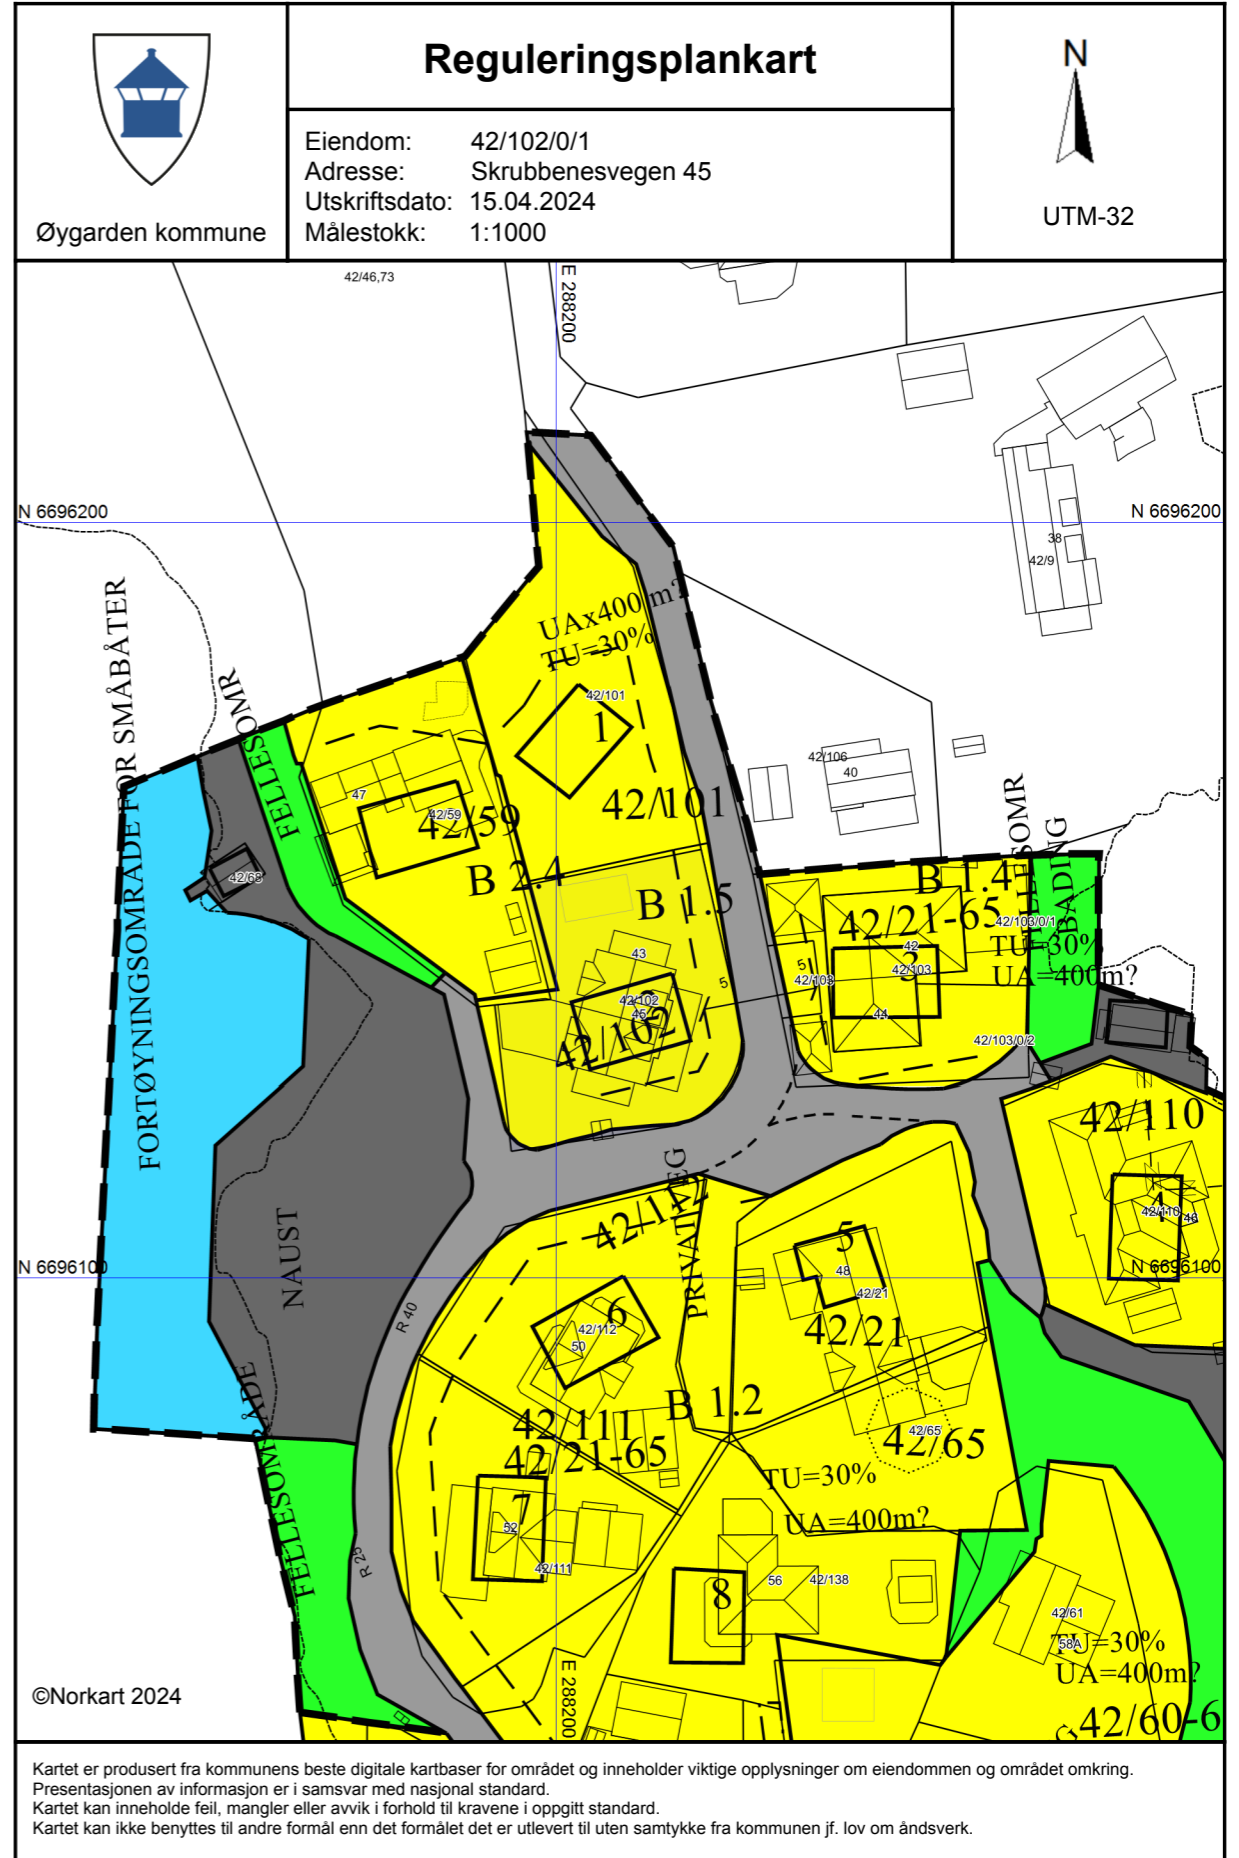 Reguleringsplankart
Eiendom: 42/102/0/1
Adresse: Skrubbenesvegen 45
Utskriftsdato: 15.04.2024
Målestokk: 1:1000
Øygarden kommune
N
UTM-32
42/46,73
E 288200
N 6696200
N 6696200
38
42/9
FORTØYNINGSOMRÅDE FOR SMÅBÅTER
FELLESOMR
UAx400 m?
TU=30%
42/101
1
42/101
47
42/59
42/59
B 2.4
42/68
42/106
40
B 1.5
43
42/102
45
2
42/102
5
B 1.4
FELLESOMR
BADING
42/21-65
42/103/0/1
TU=30%
UA=400m?
42
42/103
3
5
42/103
44
42/103/0/2
42/110
4
42/110
46
NAUST
N 6696100
N 6696100
R 40
PRIVAT VEG
42/112
6
42/112
50
5
48
42/21
42/21
B 1.2
42/111
42/21-65
7
52
42/111
42/65
42/65
TU=30%
UA=400m?
FELLESOMRÅDE
R 25
8
56
42/138
42/61
58A
TU=30%
UA=400m?
42/60-6
G
E 288200
©Norkart 2024
Kartet er produsert fra kommunens beste digitale kartbaser for området og inneholder viktige opplysninger om eiendommen og området omkring.
Presentasjonen av informasjon er i samsvar med nasjonal standard.
Kartet kan inneholde feil, mangler eller avvik i forhold til kravene i oppgitt standard.
Kartet kan ikke benyttes til andre formål enn det formålet det er utlevert til uten samtykke fra kommunen jf. lov om åndsverk.